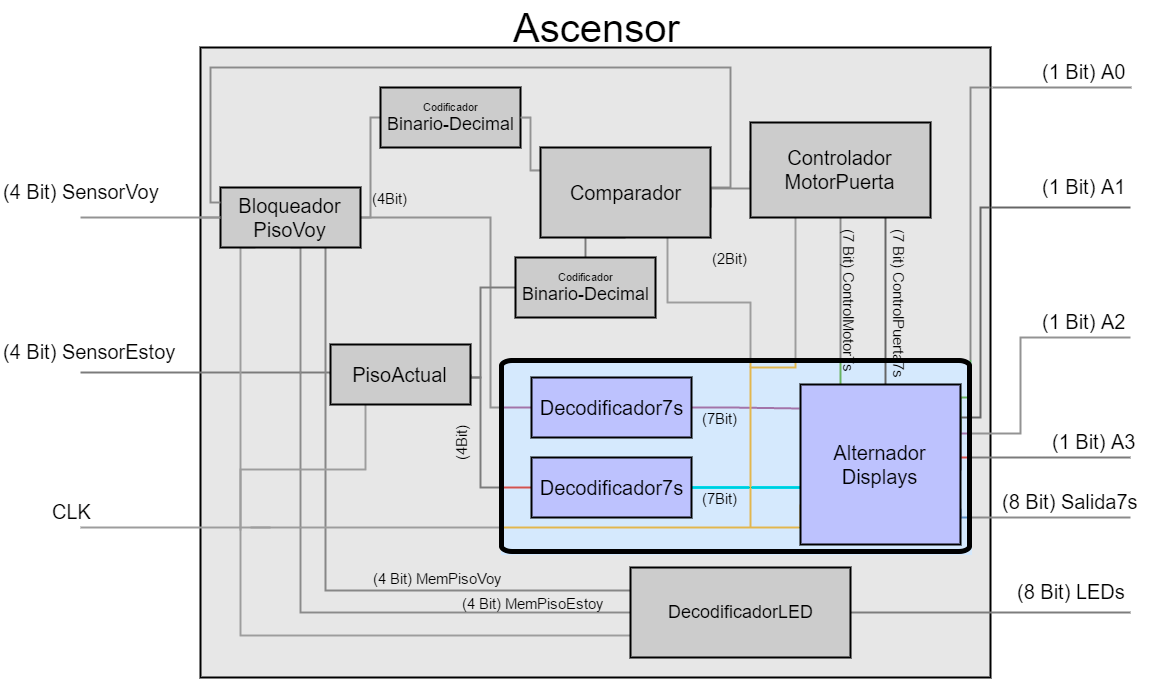 Ascensor
(1 Bit) A0
Codificador
Binario-Decimal
Controlador
MotorPuerta
Comparador
(4 Bit) SensorVoy
(1 Bit) A1
Bloqueador
PisoVoy
(4Bit)
(2Bit)
(7 Bit) ControlMotor7s
(7 Bit) ControlPuerta7s
Codificador
Binario-Decimal
(1 Bit) A2
(4 Bit) SensorEstoy
PisoActual
Decodificador7s
(7Bit)
(4Bit)
Alternador
Displays
(1 Bit) A3
Decodificador7s
(7Bit)
(8 Bit) Salida7s
CLK
(4 Bit) MemPisoVoy
(4 Bit) MemPisoEstoy
DecodificadorLED
(8 Bit) LEDs